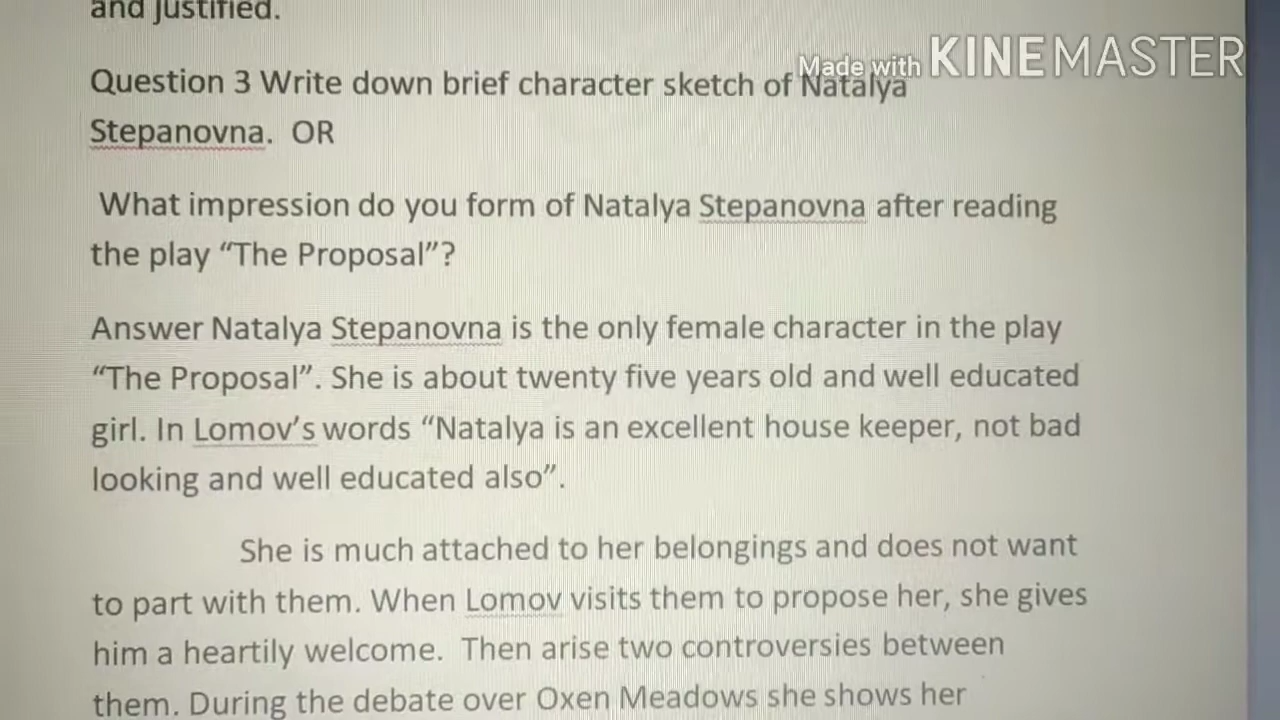 and justified.
Made with KINEMASTER
Question 3 Write down brief character sketch of Natalya
Stepanovna. OR
What impression do you form of Natalya Stepanovna after reading
the play “The Proposal”?
Answer Natalya Stepanovna is the only female character in the play
“The Proposal”. She is about twenty five years old and well educated
girl. In Lomov’s words “Natalya is an excellent house keeper, not bad
looking and well educated also”.
She is much attached to her belongings and does not want
to part with them. When Lomov visits them to propose her, she gives
him a heartily welcome. Then arise two controversies between
them. During the debate over Oxen Meadows she shows her